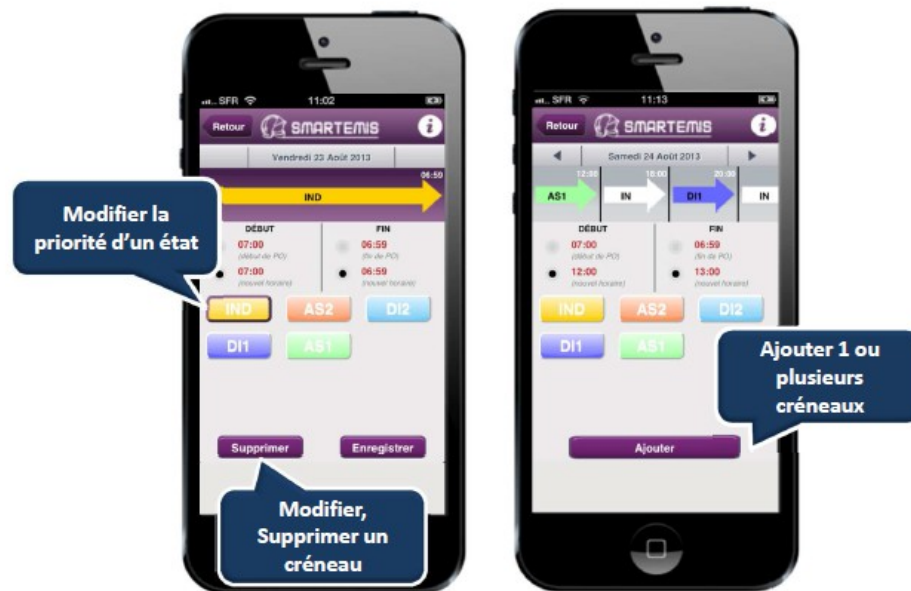 SFR 11:02
Retour SMARTEMIS i
Vendredi 23 Août 2013
06:59
IND
DÉBUT FIN
07:00 06:59
(début de PO) (fin de PO)
07:00 06:59
(nouvel horaire) (nouvel horaire)
IND AS2 DI2
DI1 AS1
Supprimer Enregistrer
Modifier la
priorité d'un état
Modifier,
Supprimer un
créneau
SFR 11:13
Retour SMARTEMIS i
Samedi 24 Août 2013
12:00 18:00 20:00
AS1 IN DI1 IN
DÉBUT FIN
07:00 06:59
(début de PO) (fin de PO)
12:00 13:00
(nouvel horaire) (nouvel horaire)
IND AS2 DI2
DI1 AS1
Ajouter
Ajouter 1 ou
plusieurs
créneaux